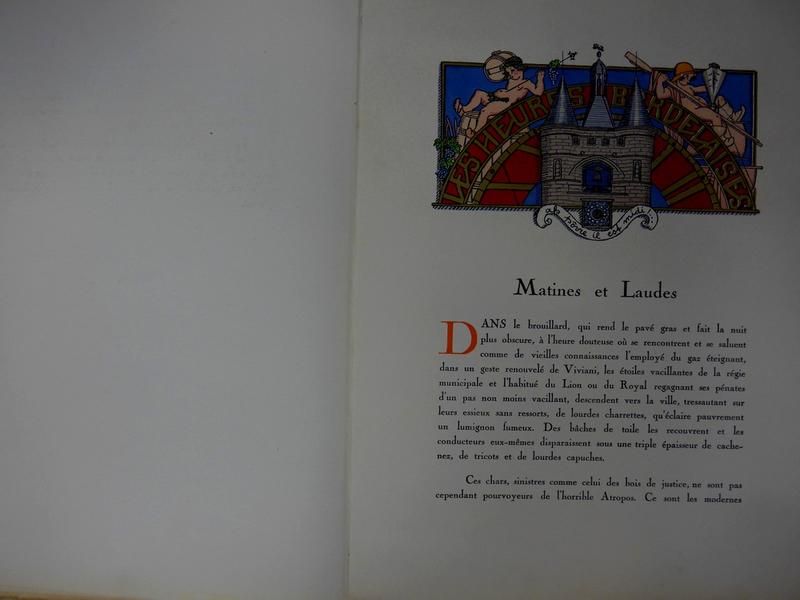 LES HEURES BORDELAISES
il est midi!
Matines et Laudes
DANS le brouillard, qui rend le pavé gras et fait la nuit
plus obscure, à l'heure douteuse où se rencontrent et se saluent
comme de vieilles connaissances l'employé du gaz éteignant,
dans un geste renouvelé de Viviani, les étoiles vacillantes de la régie
municipale et l'habitué du Lion ou du Royal regagnant ses pénates
d'un pas non moins vacillant, descendent vers la ville, tressautant sur
leurs essieux sans ressorts, de lourdes charrettes, qu'éclaire pauvrement
un lumignon fumeux. Des bâches de toile les recouvrent et les
conducteurs eux-mêmes disparaissent sous une triple épaisseur de cache-
nez, de tricots et de lourdes capuches.
Ces chars, sinistres comme celui des bois de justice, ne sont pas
cependant pourvoyeurs de l'horrible Atropos. Ce sont les modernes